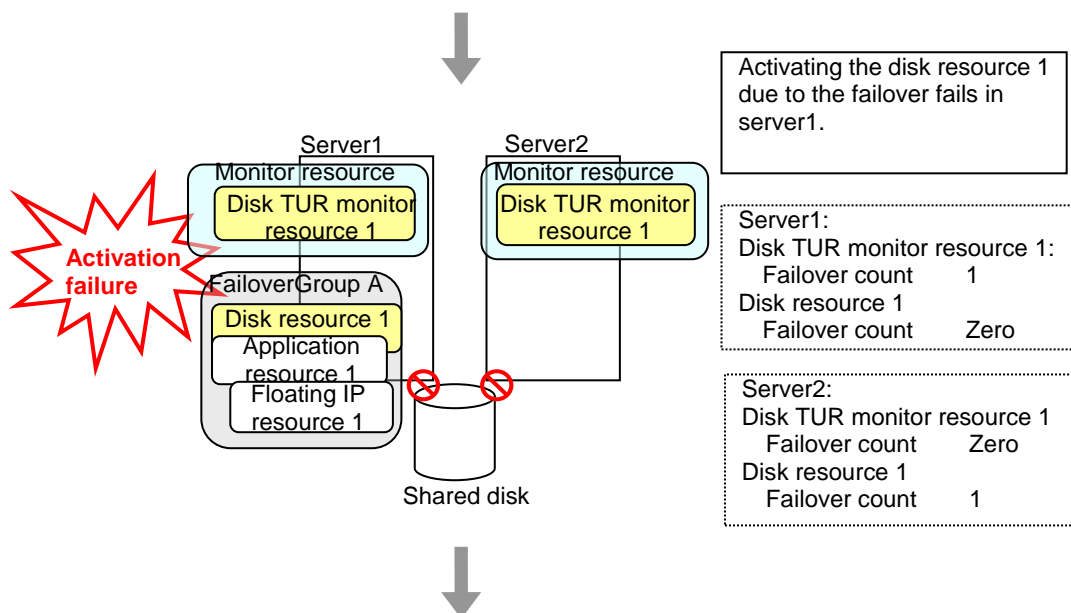 Activating the disk resource 1
due to the failover fails in
server1.
Server1
Monitor resource
Disk TUR monitor
resource 1
Server2
Monitor resource
Disk TUR monitor
resource 1
Activation
failure
FailoverGroup A
Disk resource 1
Application
resource 1
Floating IP
resource 1
Shared disk
Server1:
Disk TUR monitor resource 1:
Failover count 1
Disk resource 1
Failover count Zero
Server2:
Disk TUR monitor resource 1
Failover count Zero
Disk resource 1
Failover count 1